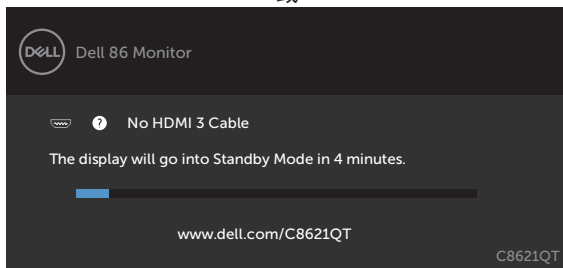 或
DELL
Dell 86 Monitor
? No HDMI 3 Cable
The display will go into Standby Mode in 4 minutes.
www.dell.com/C8621QT
C8621QT